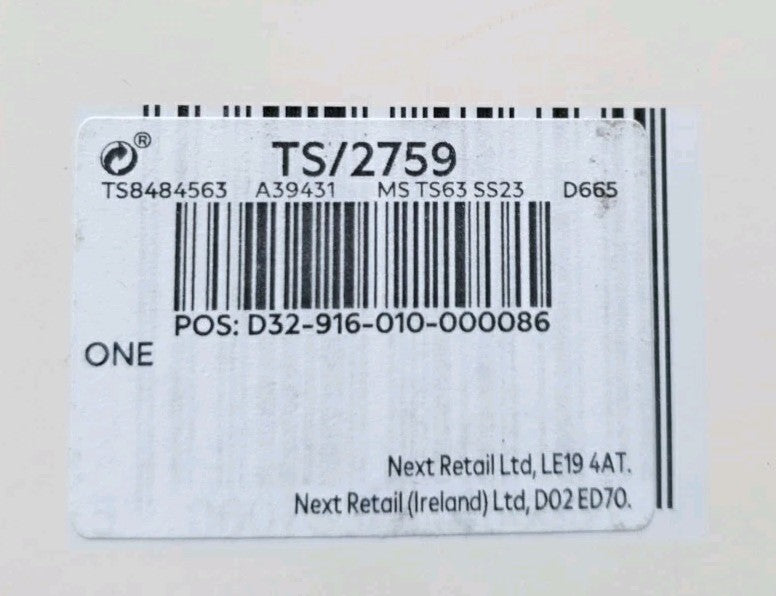 ®
TS/2759
TS8484563 A39431 MS TS63 SS23 D665
POS: D32-916-010-000086
ONE
Next Retail Ltd, LE19 4AT.
Next Retail (Ireland) Ltd, D02 ED70.